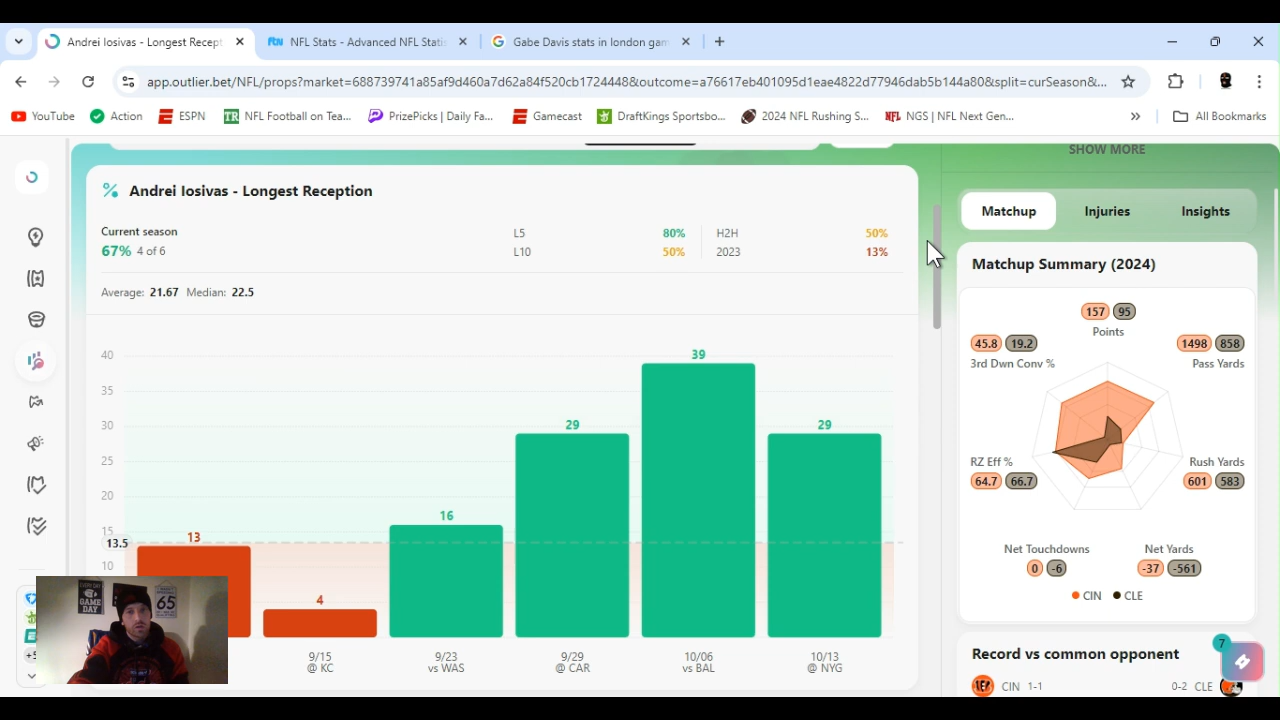 Andrei Iosivas - Longest Recept
NFL Stats - Advanced NFL Statis
Gabe Davis stats in london gam
app.outlier.bet/NFL/props?market=688739741a85af9d460a7d62a84f520cb1724448&outcome=a76617eb401095d1eae4822d77946dab5b144a80&split=curSeason&...
YouTube
Action
ESPN
NFL Football on Tea...
PrizePicks | Daily Fa...
Gamecast
DraftKings Sportsbo...
2024 NFL Rushing S...
NGS | NFL Next Gen...
»
All Bookmarks
SHOW MORE
Andrei Iosivas - Longest Reception
Current season
67% 4 of 6
L5 80%
H2H 50%
L10 50%
2023 13%
Average: 21.67 Median: 22.5
40
35
30
25
20
15
13.5
10
13
4
16
29
39
29
9/15
@ KC
9/23
vs WAS
9/29
@ CAR
10/06
vs BAL
10/13
@ NYG
GAME
DAY
65
Matchup
Injuries
Insights
Matchup Summary (2024)
157 95
Points
45.8 19.2
3rd Dwn Conv %
1498 858
Pass Yards
RZ Eff %
64.7 66.7
Rush Yards
601 583
Net Touchdowns
0 -6
Net Yards
-37 -561
CIN CLE
7
Record vs common opponent
CIN 1-1
0-2 CLE